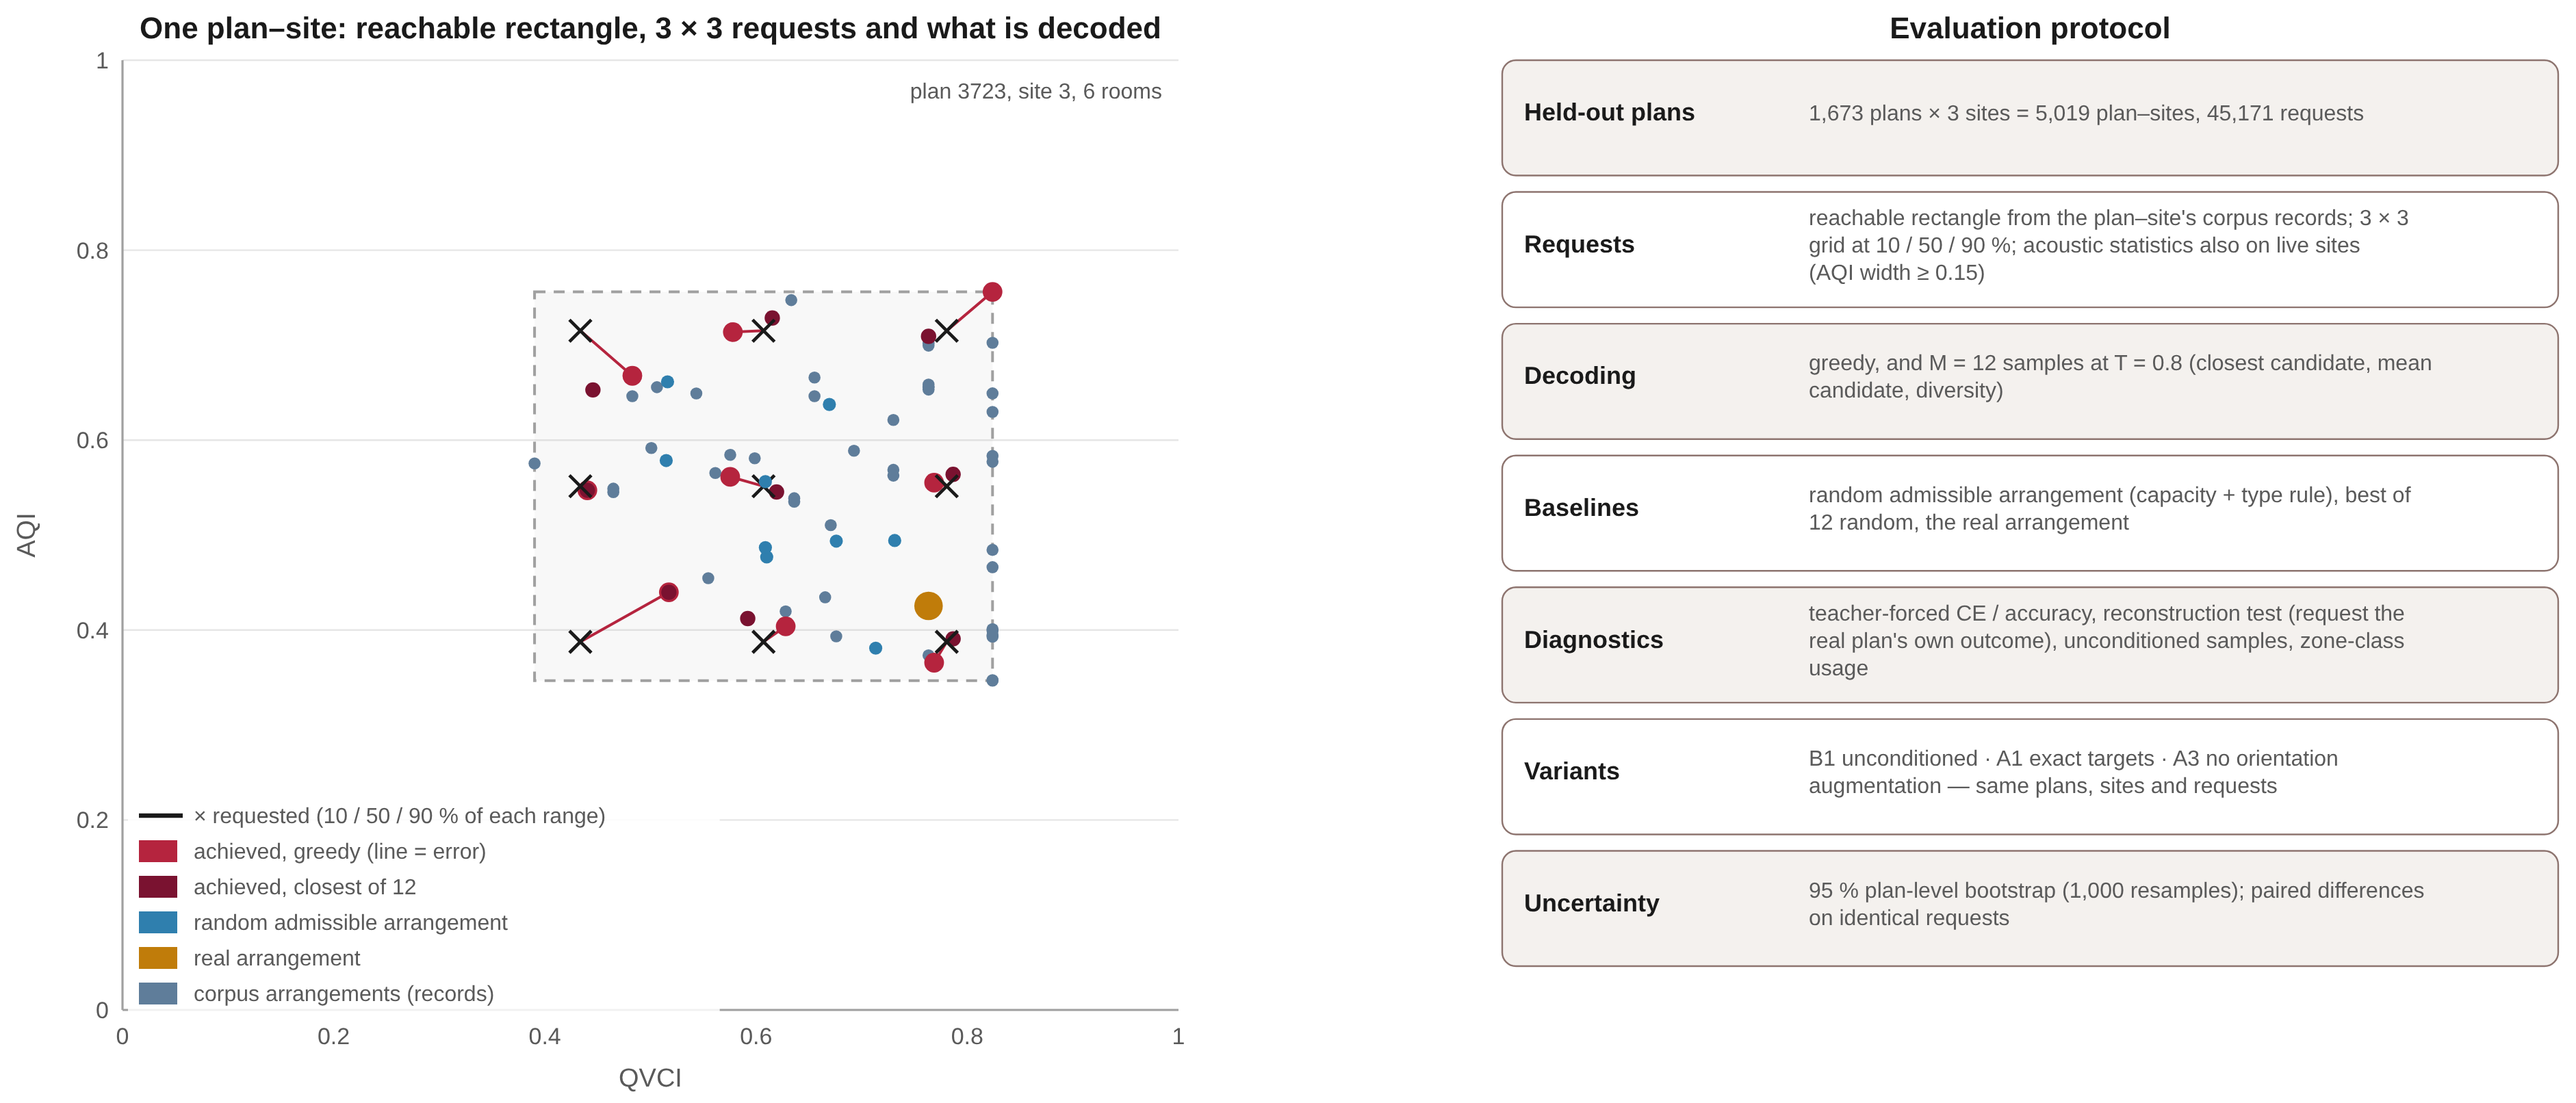 One plan–site: reachable rectangle, 3 × 3 requests and what is decoded
plan 3723, site 3, 6 rooms
1
0.8
0.6
0.4
0.2
0
AQI
× requested (10 / 50 / 90 % of each range)
achieved, greedy (line = error)
achieved, closest of 12
random admissible arrangement
real arrangement
corpus arrangements (records)
0 0.2 0.4 0.6 0.8 1
QVCI
Evaluation protocol
Held-out plans
1,673 plans × 3 sites = 5,019 plan–sites, 45,171 requests
Requests
reachable rectangle from the plan–site's corpus records; 3 × 3
grid at 10 / 50 / 90 %; acoustic statistics also on live sites
(AQI width ≥ 0.15)
Decoding
greedy, and M = 12 samples at T = 0.8 (closest candidate, mean
candidate, diversity)
Baselines
random admissible arrangement (capacity + type rule), best of
12 random, the real arrangement
Diagnostics
teacher-forced CE / accuracy, reconstruction test (request the
real plan's own outcome), unconditioned samples, zone-class
usage
Variants
B1 unconditioned · A1 exact targets · A3 no orientation
augmentation — same plans, sites and requests
Uncertainty
95 % plan-level bootstrap (1,000 resamples); paired differences
on identical requests